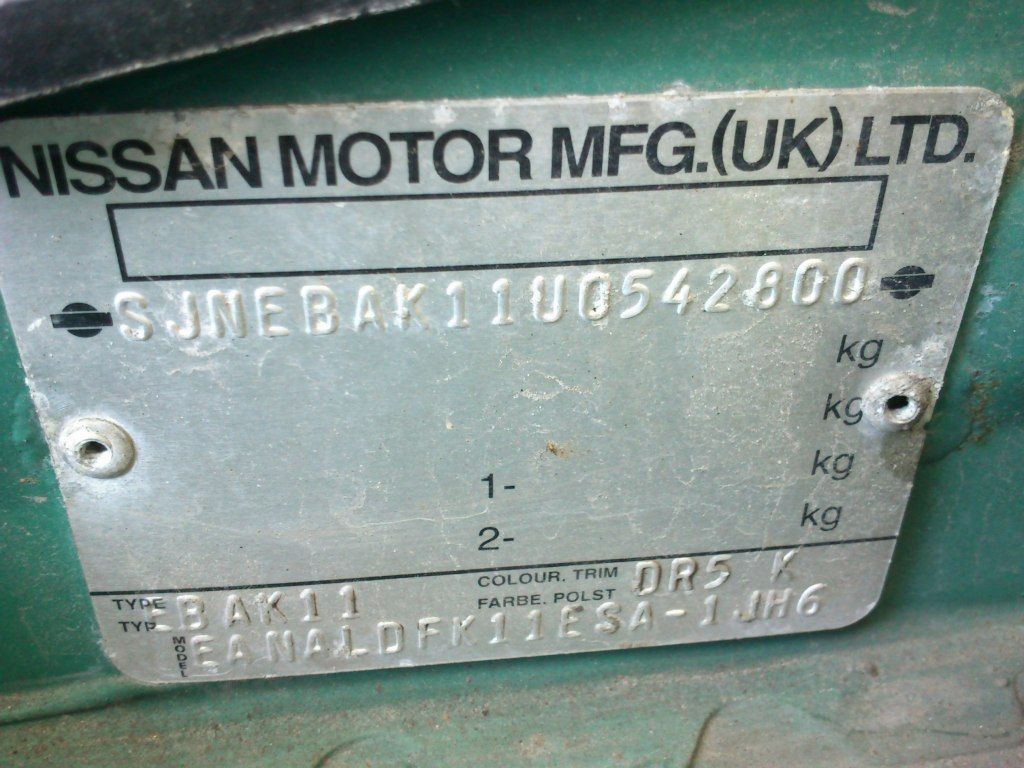 NISSAN MOTOR MFG.(UK) LTD.
SJNEBAK11U0542800
kg
kg
1- kg
2- kg
TYPE EBAK11 COLOUR. TRIM DR5 K
TYP FARBE. POLST
MODEL EANALDFK11ESA-1JH6